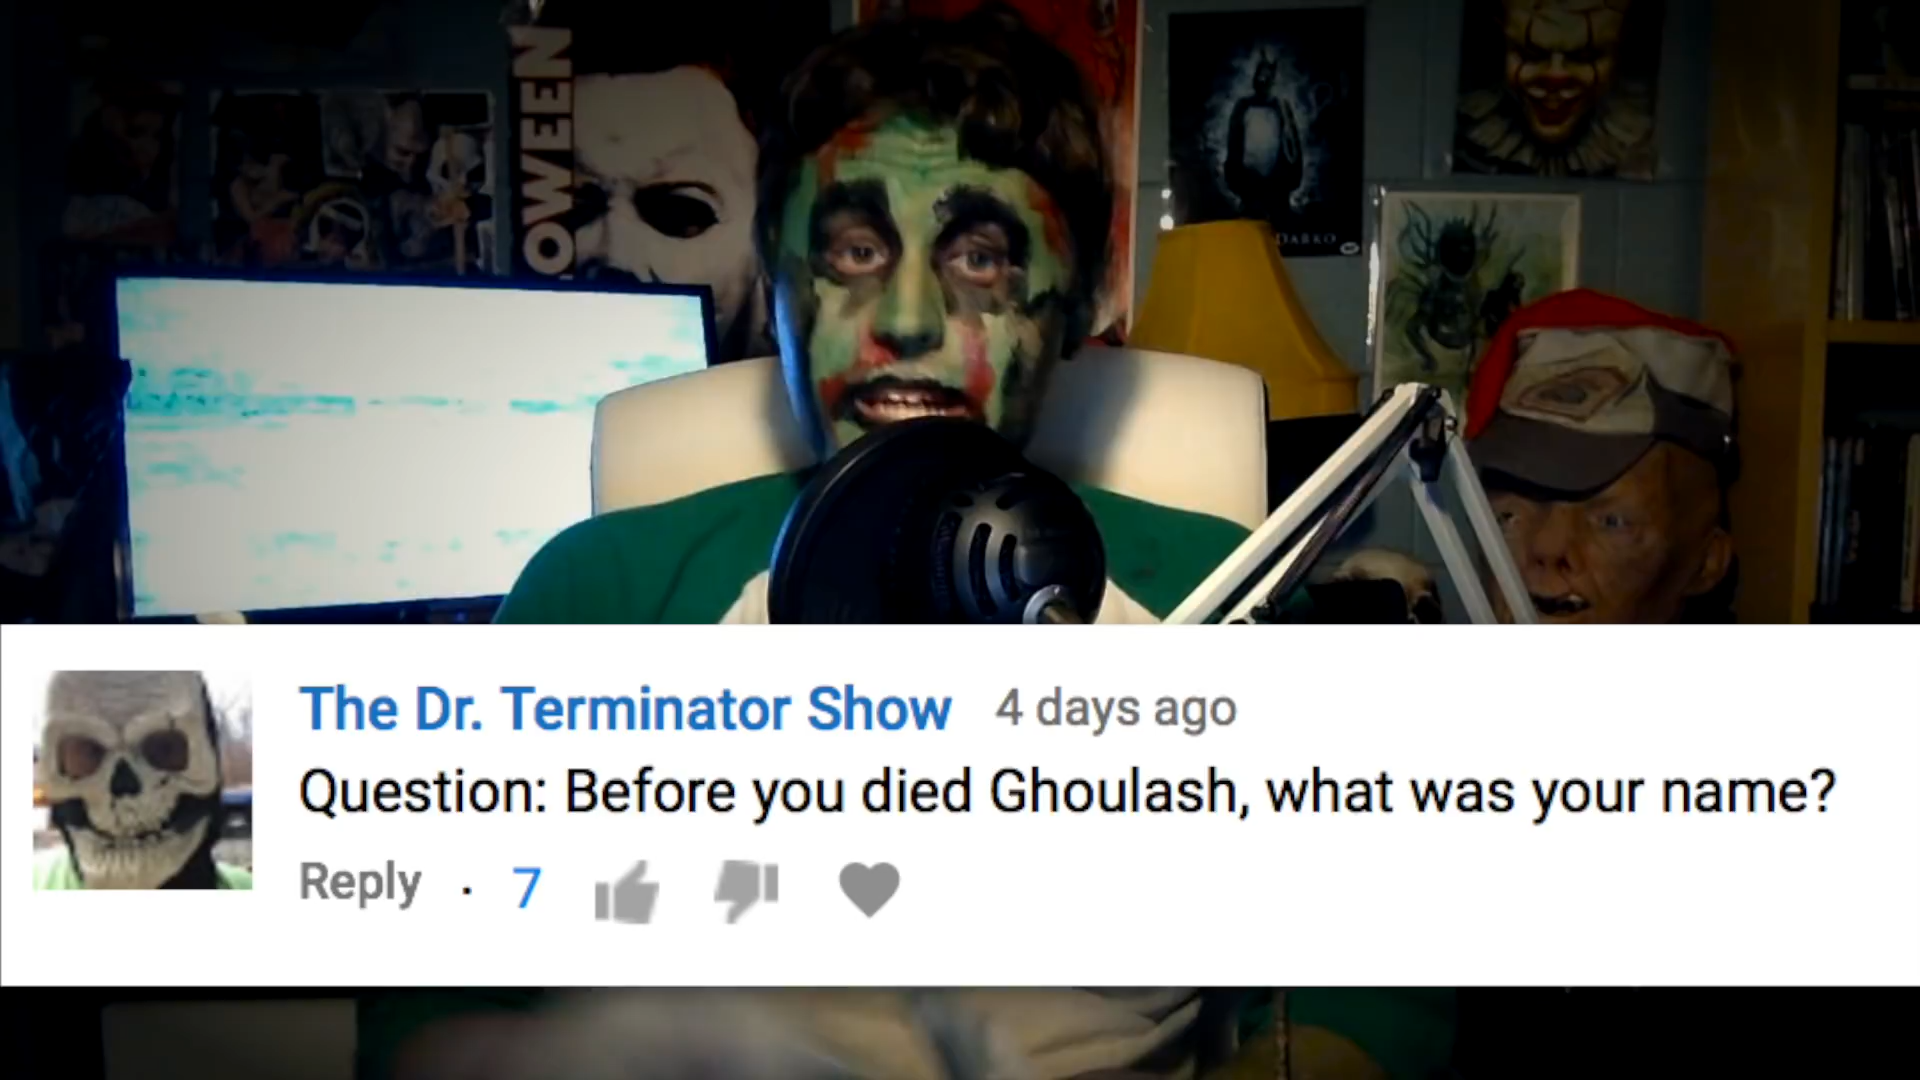 OWEEN
DARKO
The Dr. Terminator Show 4 days ago
Question: Before you died Ghoulash, what was your name?
Reply · 7